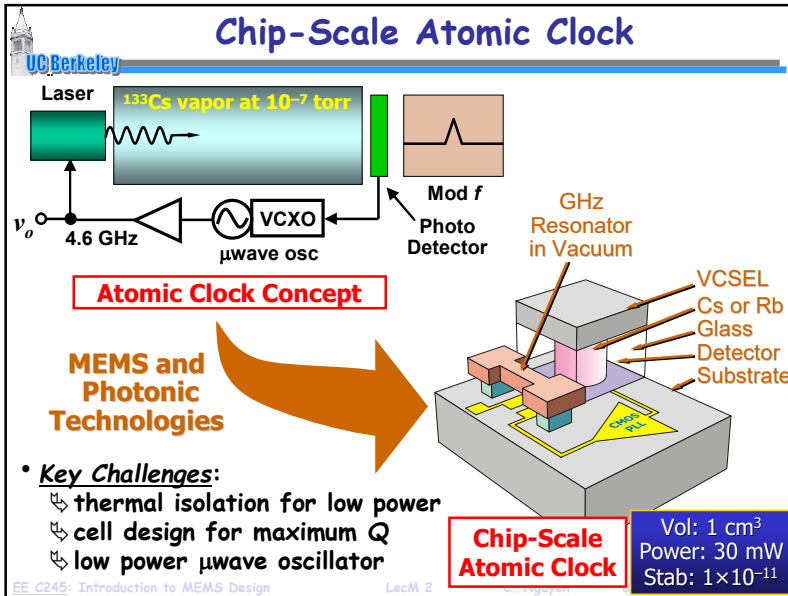 Chip-Scale Atomic Clock
UC Berkeley
Laser
¹³³Cs vapor at 10⁻⁷ torr
Mod f
vₒ
4.6 GHz
VCXO
μwave osc
Photo
Detector
Atomic Clock Concept
GHz
Resonator
in Vacuum
VCSEL
Cs or Rb
Glass
Detector
Substrate
MEMS and
Photonic
Technologies
CMOS
PLL
• Key Challenges:
↳ thermal isolation for low power
↳ cell design for maximum Q
↳ low power μwave oscillator
Chip-Scale
Atomic Clock
Vol: 1 cm³
Power: 30 mW
Stab: 1×10⁻¹¹
EE C245: Introduction to MEMS Design
LecM 2
C. Nguyen